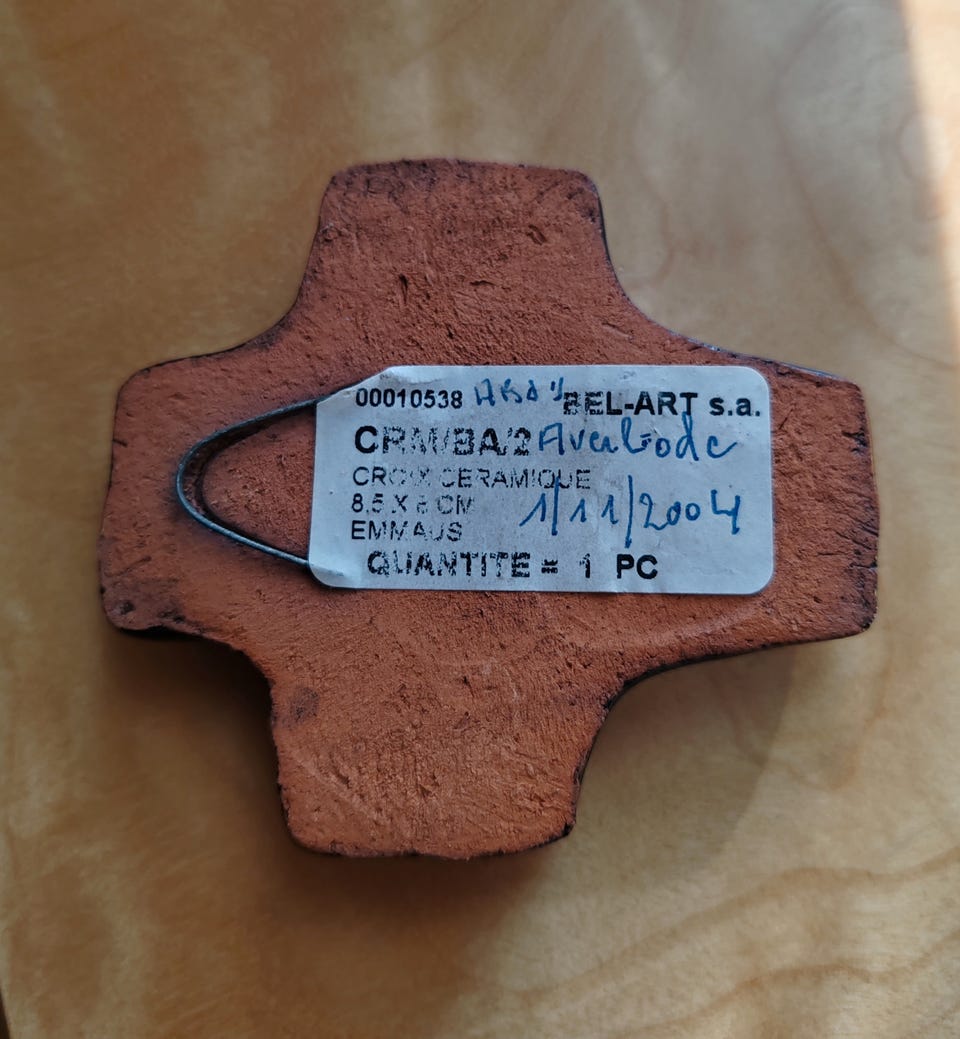 00010538 BEL-ART s.a.
CRM/BA/2 Averbode
CROIX CERAMIQUE
8,5 X 8 CM 1/11/2004
EMMAUS
QUANTITE = 1 PC